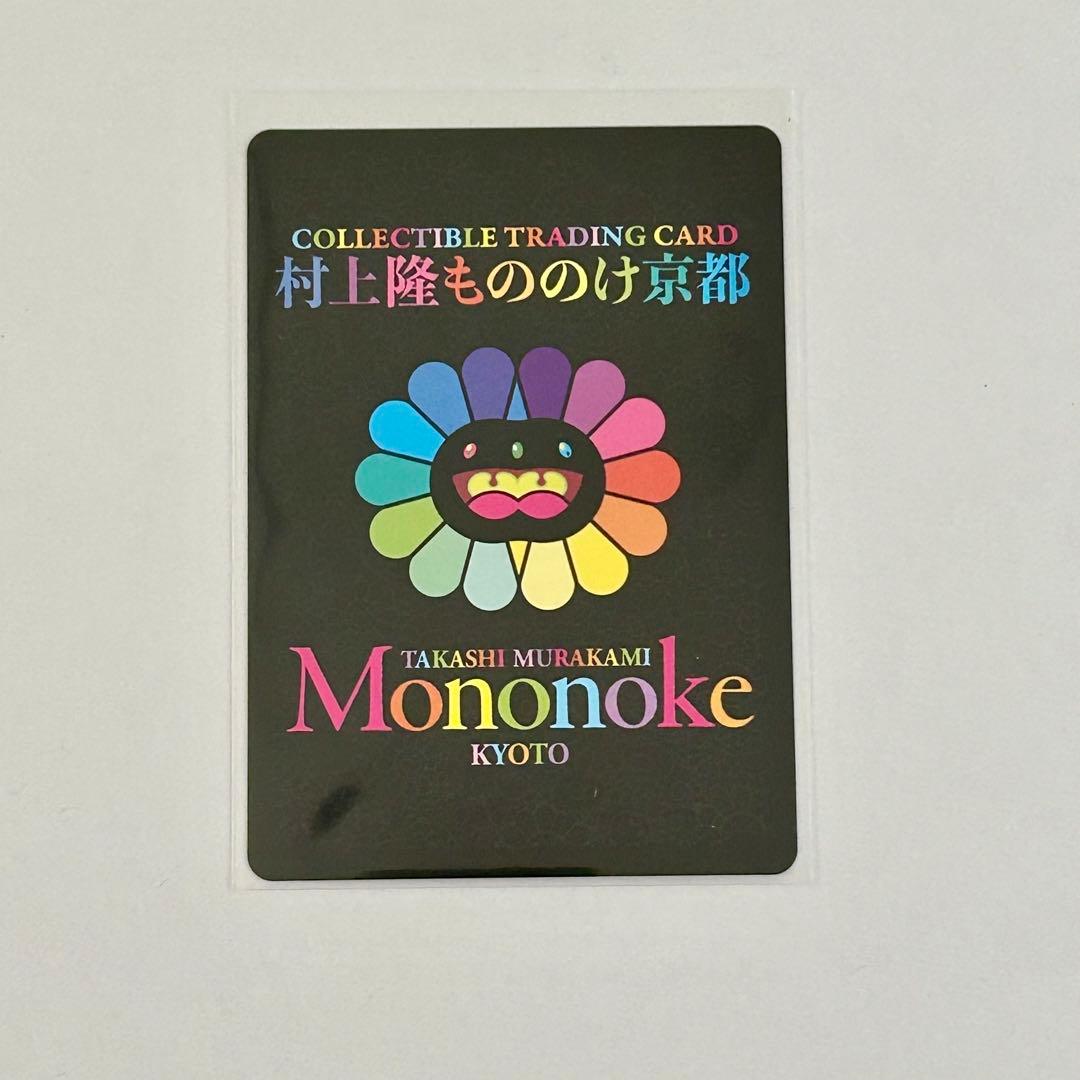 COLLECTIBLE TRADING CARD
村上隆もののけ京都
TAKASHI MURAKAMI
Mononoke
KYOTO